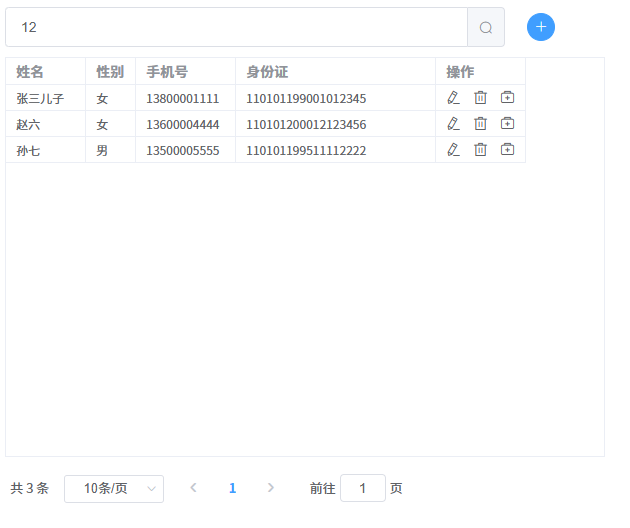 12
姓名 性别 手机号 身份证 操作
张三儿子 女 13800001111 110101199001012345
赵六 女 13600004444 110101200012123456
孙七 男 13500005555 110101199511112222
共 3 条 10条/页 1 前往 1 页